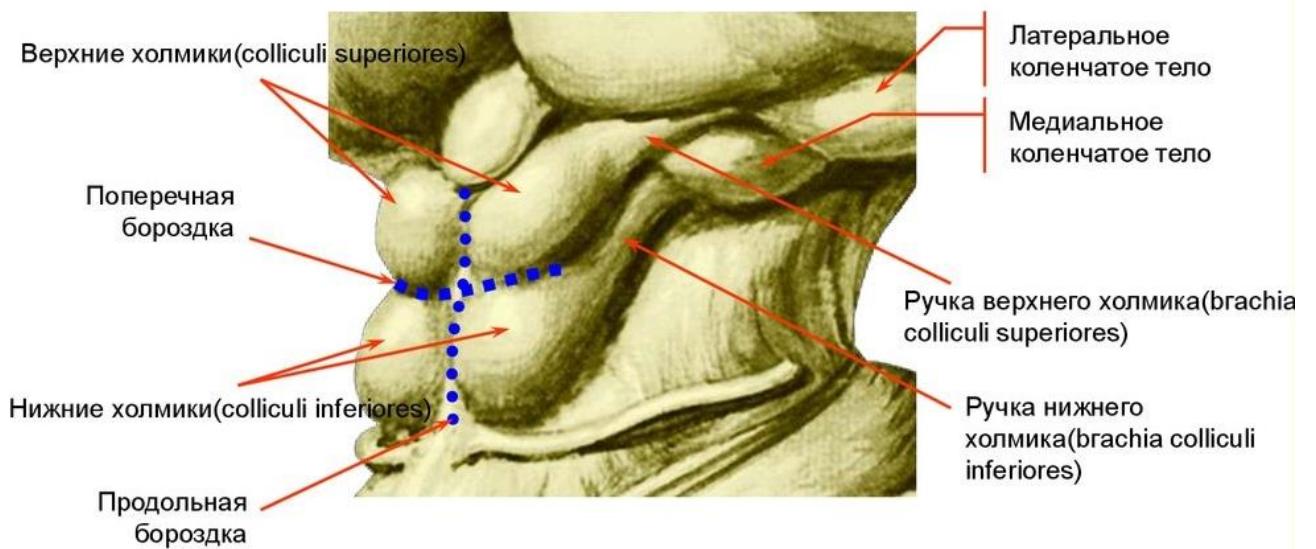 Верхние холмики(colliculi superiores)
Поперечная
бороздка
Нижние холмики(colliculi inferiores)
Продольная
бороздка
Латеральное
коленчатое тело
Медиальное
коленчатое тело
Ручка верхнего холмика(brachia
colliculi superiores)
Ручка нижнего
холмика(brachia colliculi
inferiores)